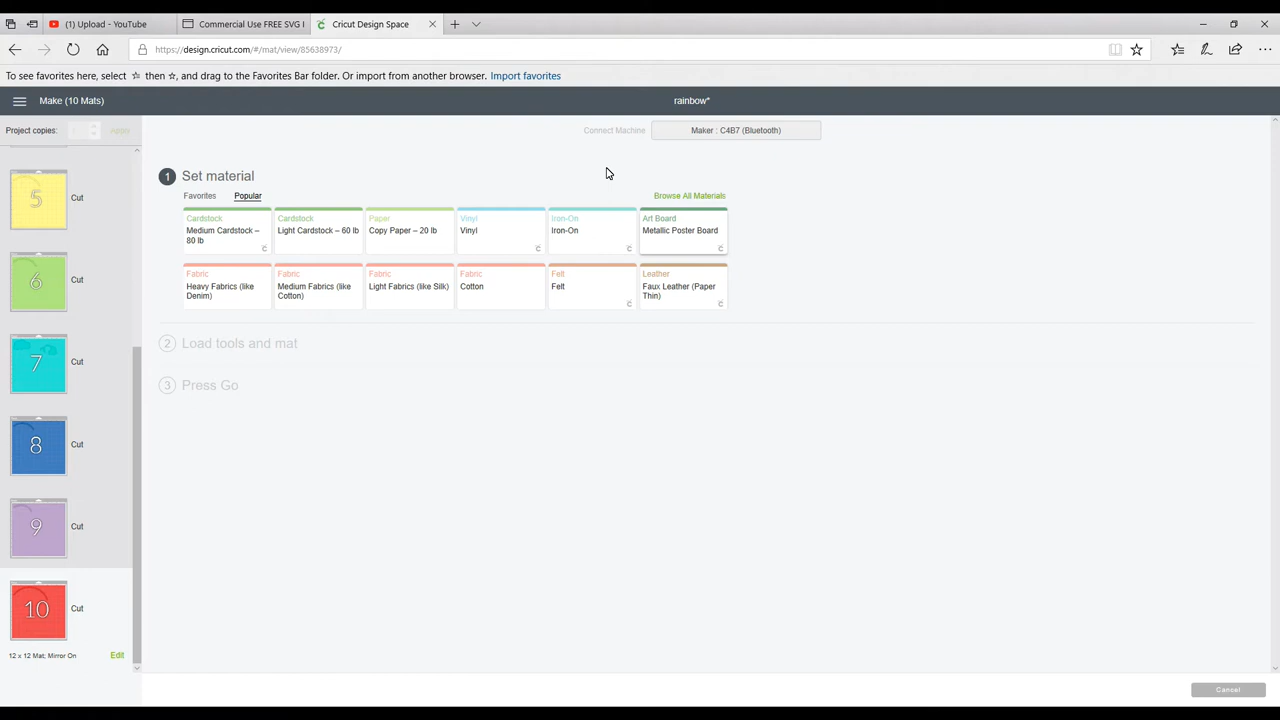 (1) Upload - YouTube
Commercial Use FREE SVG I
Cricut Design Space
https://design.cricut.com/#/mat/view/85638973/
To see favorites here, select ☆ then ☆, and drag to the Favorites Bar folder. Or import from another browser. Import favorites
Make (10 Mats)
rainbow*
Project copies: 1 Apply
Connect Machine
Maker : C4B7 (Bluetooth)
1 Set material
Favorites Popular
Browse All Materials
Cardstock
Medium Cardstock –
80 lb
Cardstock
Light Cardstock – 60 lb
Paper
Copy Paper – 20 lb
Vinyl
Vinyl
Iron-On
Iron-On
Art Board
Metallic Poster Board
Fabric
Heavy Fabrics (like
Denim)
Fabric
Medium Fabrics (like
Cotton)
Fabric
Light Fabrics (like Silk)
Fabric
Cotton
Felt
Felt
Leather
Faux Leather (Paper
Thin)
2 Load tools and mat
3 Press Go
5 Cut
6 Cut
7 Cut
8 Cut
9 Cut
10 Cut
12 x 12 Mat; Mirror On Edit
Cancel